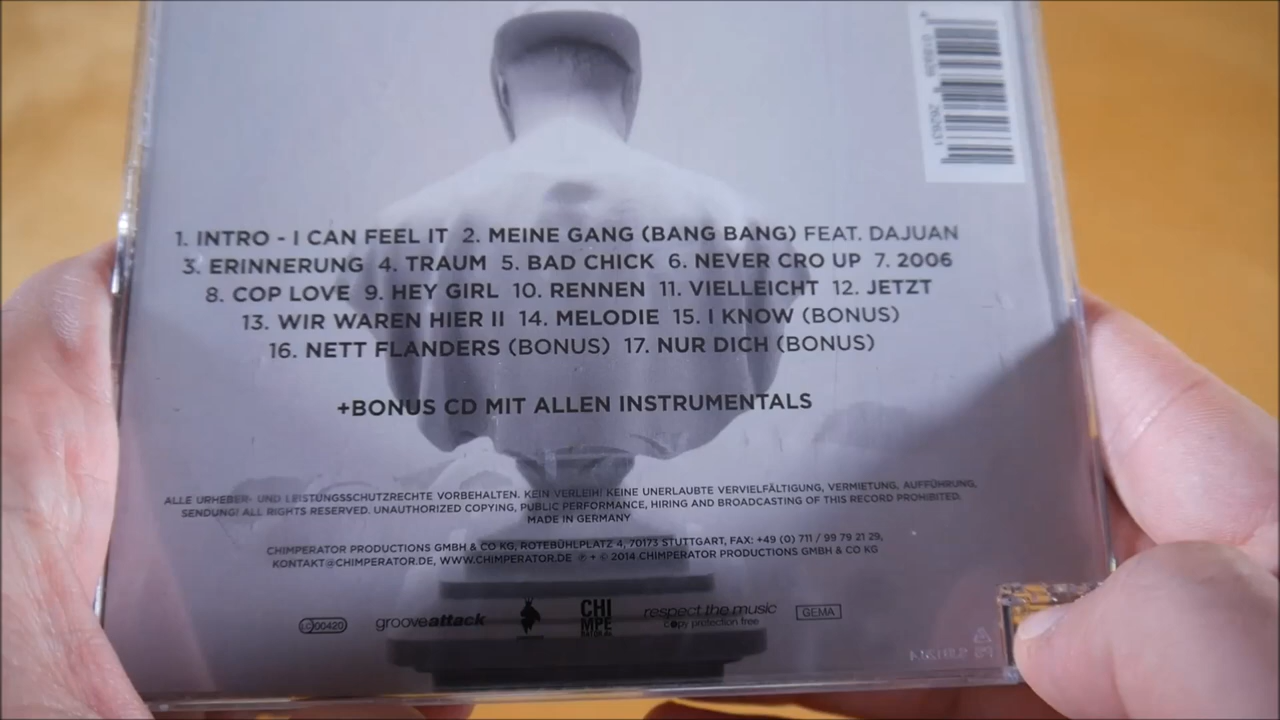 1. INTRO - I CAN FEEL IT 2. MEINE GANG (BANG BANG) FEAT. DAJUAN
3. ERINNERUNG 4. TRAUM 5. BAD CHICK 6. NEVER CRO UP 7. 2006
8. COP LOVE 9. HEY GIRL 10. RENNEN 11. VIELLEICHT 12. JETZT
13. WIR WAREN HIER II 14. MELODIE 15. I KNOW (BONUS)
16. NETT FLANDERS (BONUS) 17. NUR DICH (BONUS)
+BONUS CD MIT ALLEN INSTRUMENTALS
ALLE URHEBER- UND LEISTUNGSSCHUTZRECHTE VORBEHALTEN. KEIN VERLEIH! KEINE UNERLAUBTE VERVIELFÄLTIGUNG, VERMIETUNG, AUFFÜHRUNG,
SENDUNG! ALL RIGHTS RESERVED. UNAUTHORIZED COPYING, PUBLIC PERFORMANCE, HIRING AND BROADCASTING OF THIS RECORD PROHIBITED.
MADE IN GERMANY
CHIMPERATOR PRODUCTIONS GMBH & CO KG, ROTEBÜHLPLATZ 4, 70173 STUTTGART, FAX: +49 (0) 711 / 99 79 21 29,
KONTAKT@CHIMPERATOR.DE, WWW.CHIMPERATOR.DE ℗ + © 2014 CHIMPERATOR PRODUCTIONS GMBH & CO KG
LC 00420 grooveattack CHI respect the music GEMA
MPE copy protection free